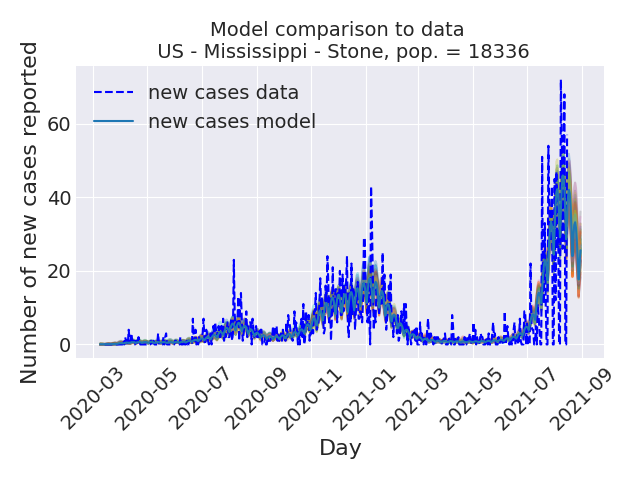 Model comparison to data
US - Mississippi - Stone, pop. = 18336
Number of new cases reported
60
40
20
0
new cases data
new cases model
2020-03
2020-05
2020-07
2020-09
2020-11
2021-01
2021-03
2021-05
2021-07
2021-09
Day